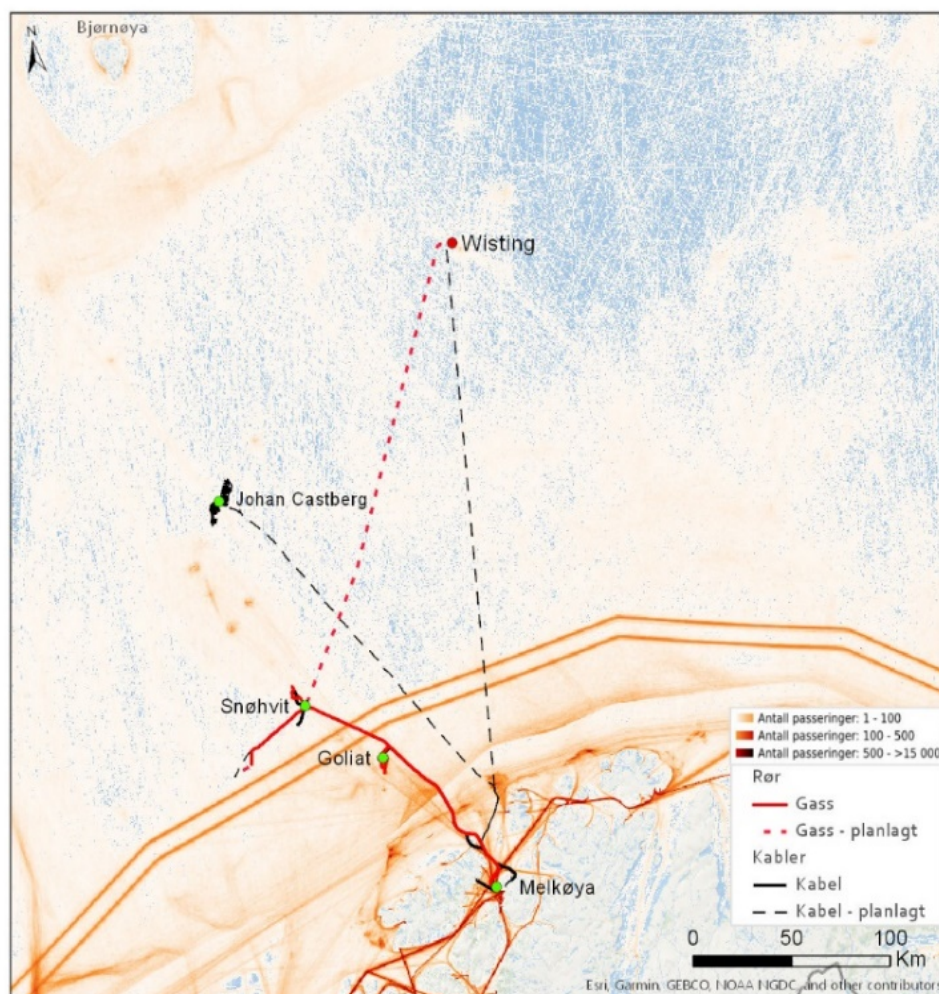 Bjørnøya
N
Wisting
Johan Castberg
Snøhvit
Goliat
Melkøya
Antall passeringer: 1 - 100
Antall passeringer: 100 - 500
Antall passeringer: 500 - >15 000
Rør
Gass
Gass - planlagt
Kabler
Kabel
Kabel - planlagt
0 50 100
Km
Esri, Garmin, GEBCO, NOAA NGDC, and other contributors